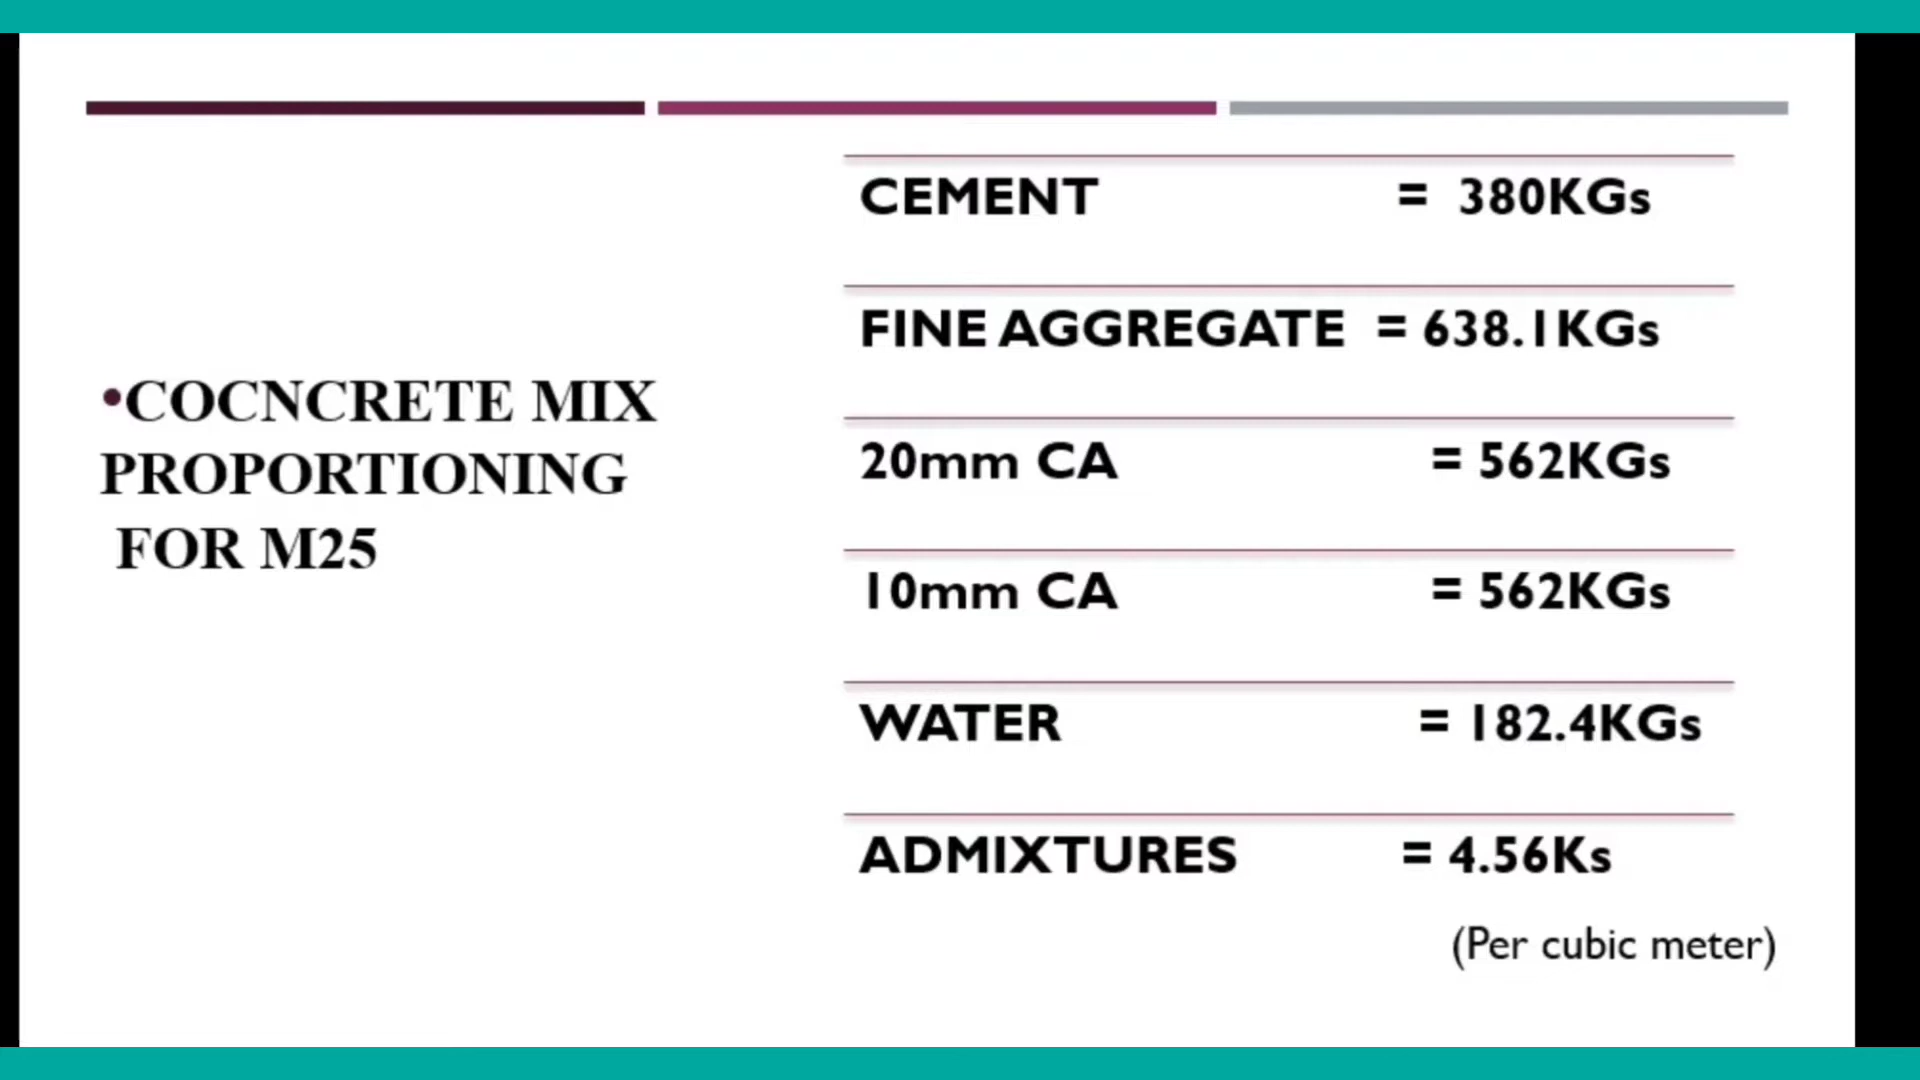 •COCNCRETE MIX
PROPORTIONING
FOR M25
CEMENT = 380KGs
FINE AGGREGATE = 638.1KGs
20mm CA = 562KGs
10mm CA = 562KGs
WATER = 182.4KGs
ADMIXTURES = 4.56Ks
(Per cubic meter)